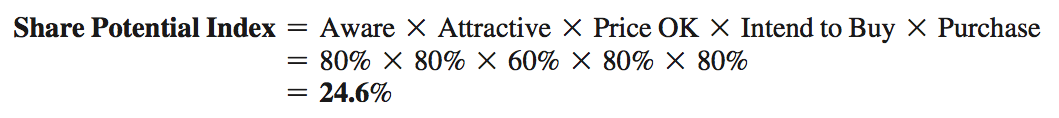 Share Potential Index = Aware × Attractive × Price OK × Intend to Buy × Purchase
= 80% × 80% × 60% × 80% × 80%
= 24.6%